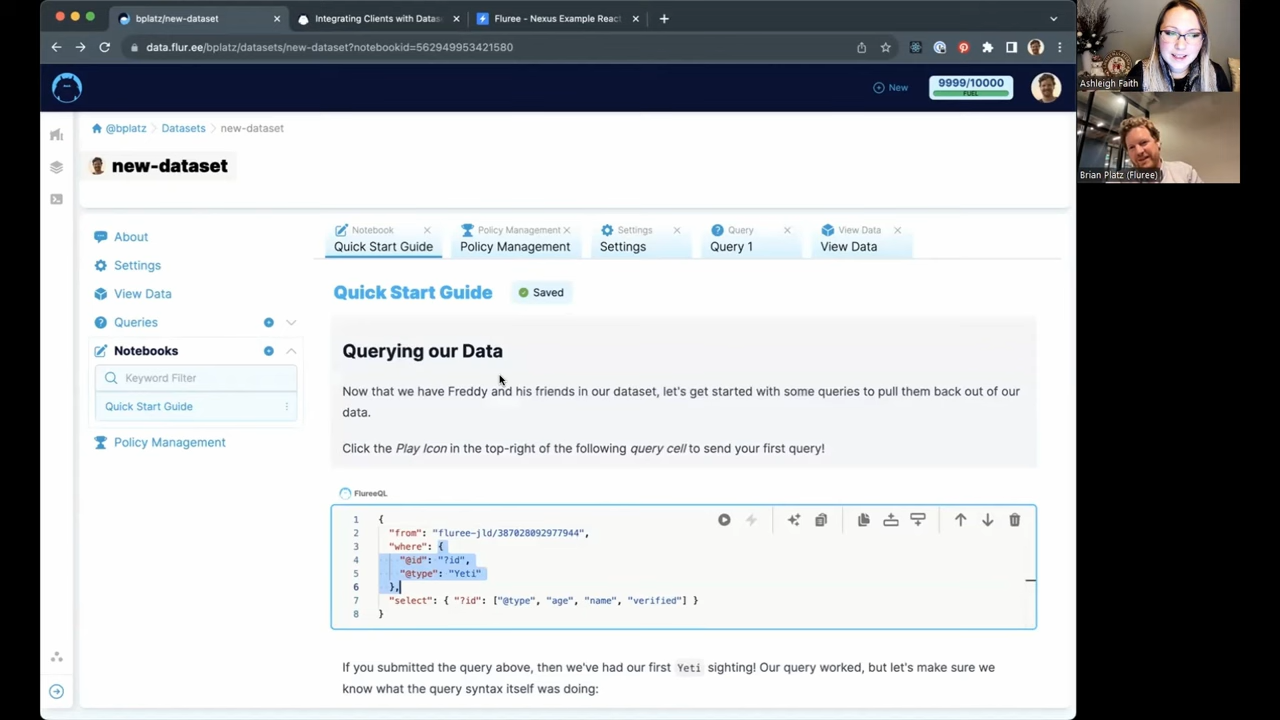 bplatz/new-dataset
Integrating Clients with Datas
Fluree - Nexus Example React
data.flur.ee/bplatz/datasets/new-dataset?notebookid=562949953421580
New
9999/10000
FUEL
@bplatz
Datasets
new-dataset
new-dataset
About
Settings
View Data
Queries
Notebooks
Keyword Filter
Quick Start Guide
Policy Management
Notebook
Quick Start Guide
Policy Management
Policy Management
Settings
Settings
Query
Query 1
View Data
View Data
Quick Start Guide
Saved
Querying our Data
Now that we have Freddy and his friends in our dataset, let's get started with some queries to pull them back out of our
data.
Click the Play Icon in the top-right of the following query cell to send your first query!
FlureeQL
1 {
2 "from": "fluree-jld/387028092977944",
3 "where": {
4 "@id": "?id",
5 "@type": "Yeti"
6 },
7 "select": { "?id": ["@type", "age", "name", "verified"] }
8 }
If you submitted the query above, then we've had our first Yeti sighting! Our query worked, but let's make sure we
know what the query syntax itself was doing:
Ashleigh Faith
Brian Platz (Fluree)